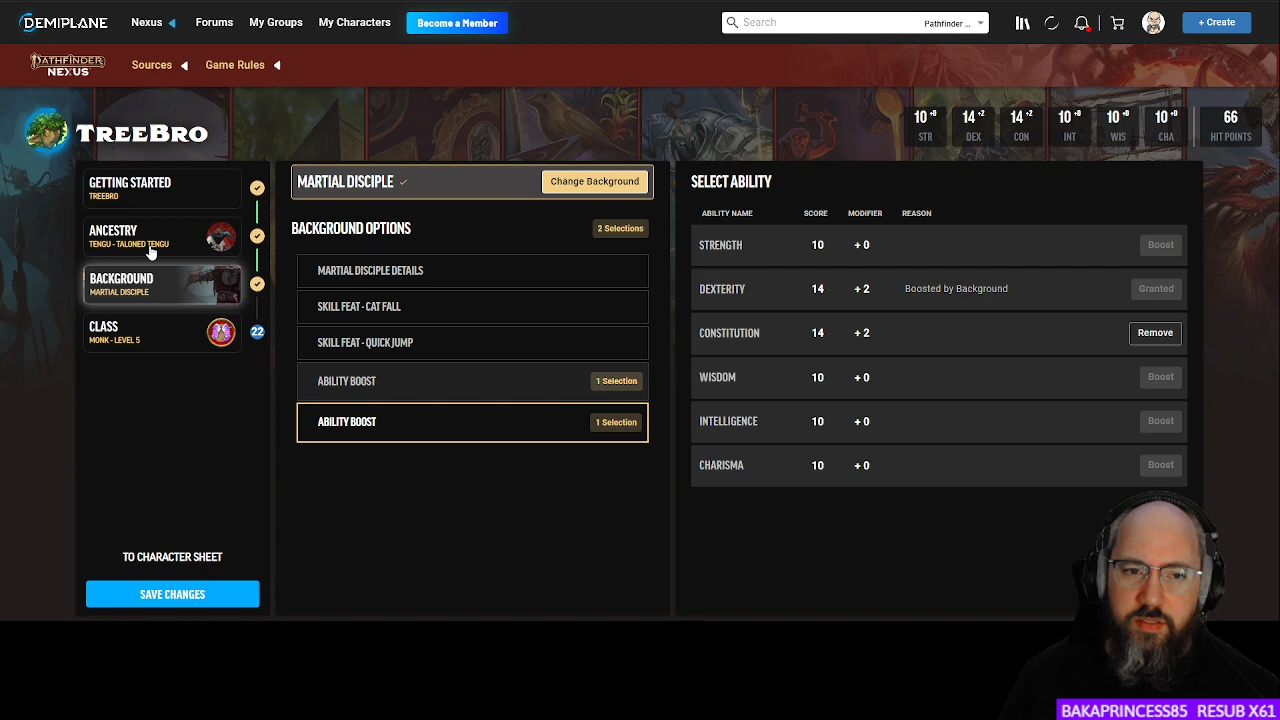 DEMIPLANE Nexus Forums My Groups My Characters Become a Member Search Pathfinder ... + Create
PATHFINDER NEXUS Sources Game Rules
TREEBRO
10 +0 STR
14 +2 DEX
14 +2 CON
10 +0 INT
10 +0 WIS
10 +0 CHA
66 HIT POINTS
GETTING STARTED
TREEBRO
ANCESTRY
TENGU - TALONED TENGU
BACKGROUND
MARTIAL DISCIPLE
CLASS
MONK - LEVEL 5
22
TO CHARACTER SHEET
SAVE CHANGES
MARTIAL DISCIPLE Change Background
BACKGROUND OPTIONS 2 Selections
MARTIAL DISCIPLE DETAILS
SKILL FEAT - CAT FALL
SKILL FEAT - QUICK JUMP
ABILITY BOOST 1 Selection
ABILITY BOOST 1 Selection
SELECT ABILITY
ABILITY NAME SCORE MODIFIER REASON
STRENGTH 10 + 0 Boost
DEXTERITY 14 + 2 Boosted by Background Granted
CONSTITUTION 14 + 2 Remove
WISDOM 10 + 0 Boost
INTELLIGENCE 10 + 0 Boost
CHARISMA 10 + 0 Boost
BAKAPRINCESS85 RESUB X61